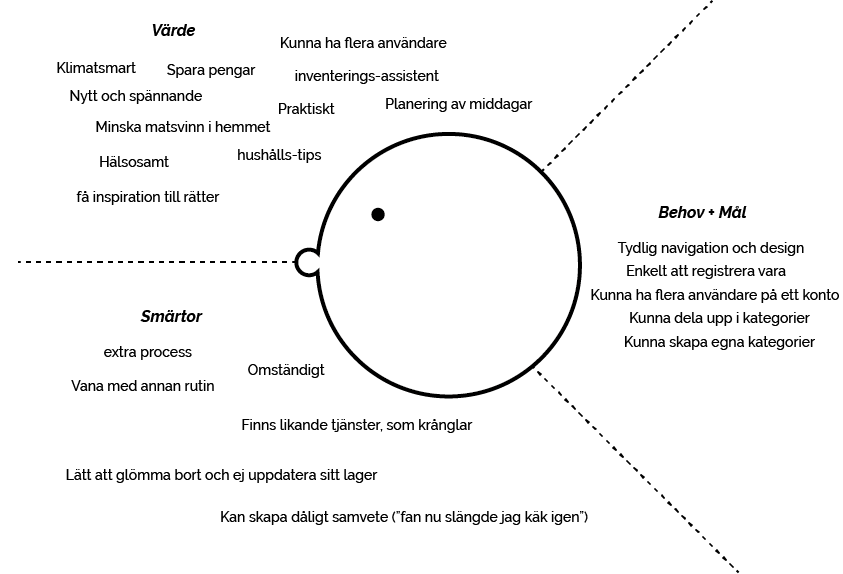 Värde
Kunna ha flera användare
Klimatsmart
Spara pengar
inventerings-assistent
Nytt och spännande
Praktiskt
Planering av middagar
Minska matsvinn i hemmet
Hälsosamt
hushålls-tips
få inspiration till rätter
Behov + Mål
Tydlig navigation och design
Enkelt att registrera vara
Kunna ha flera användare på ett konto
Kunna dela upp i kategorier
Kunna skapa egna kategorier
Smärtor
extra process
Omständigt
Vana med annan rutin
Finns likande tjänster, som krånglar
Lätt att glömma bort och ej uppdatera sitt lager
Kan skapa dåligt samvete ("fan nu slängde jag käk igen")